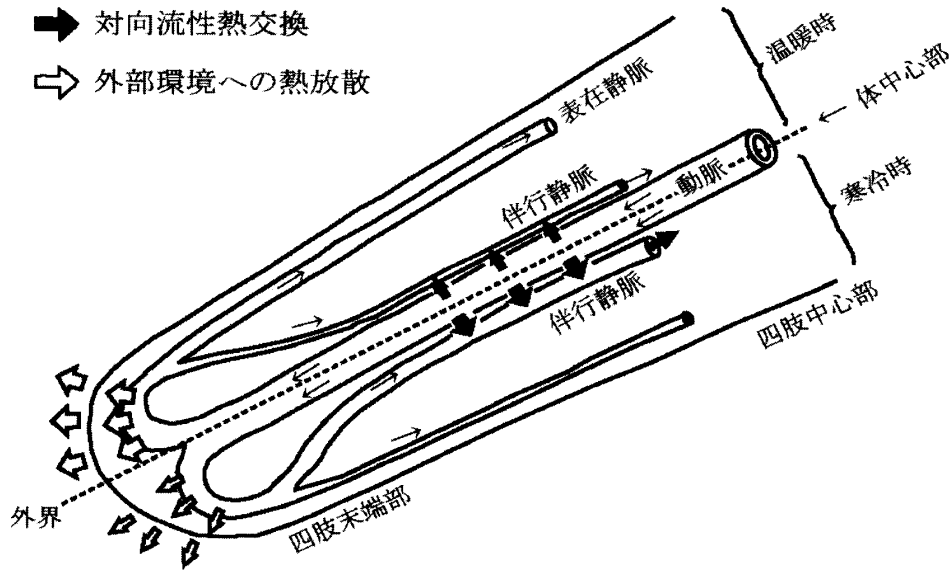 対向流性熱交換
外部環境への熱放散
温暖時
体中心部
表在静脈
動脈
寒冷時
伴行静脈
伴行静脈
四肢中心部
四肢末端部
外界